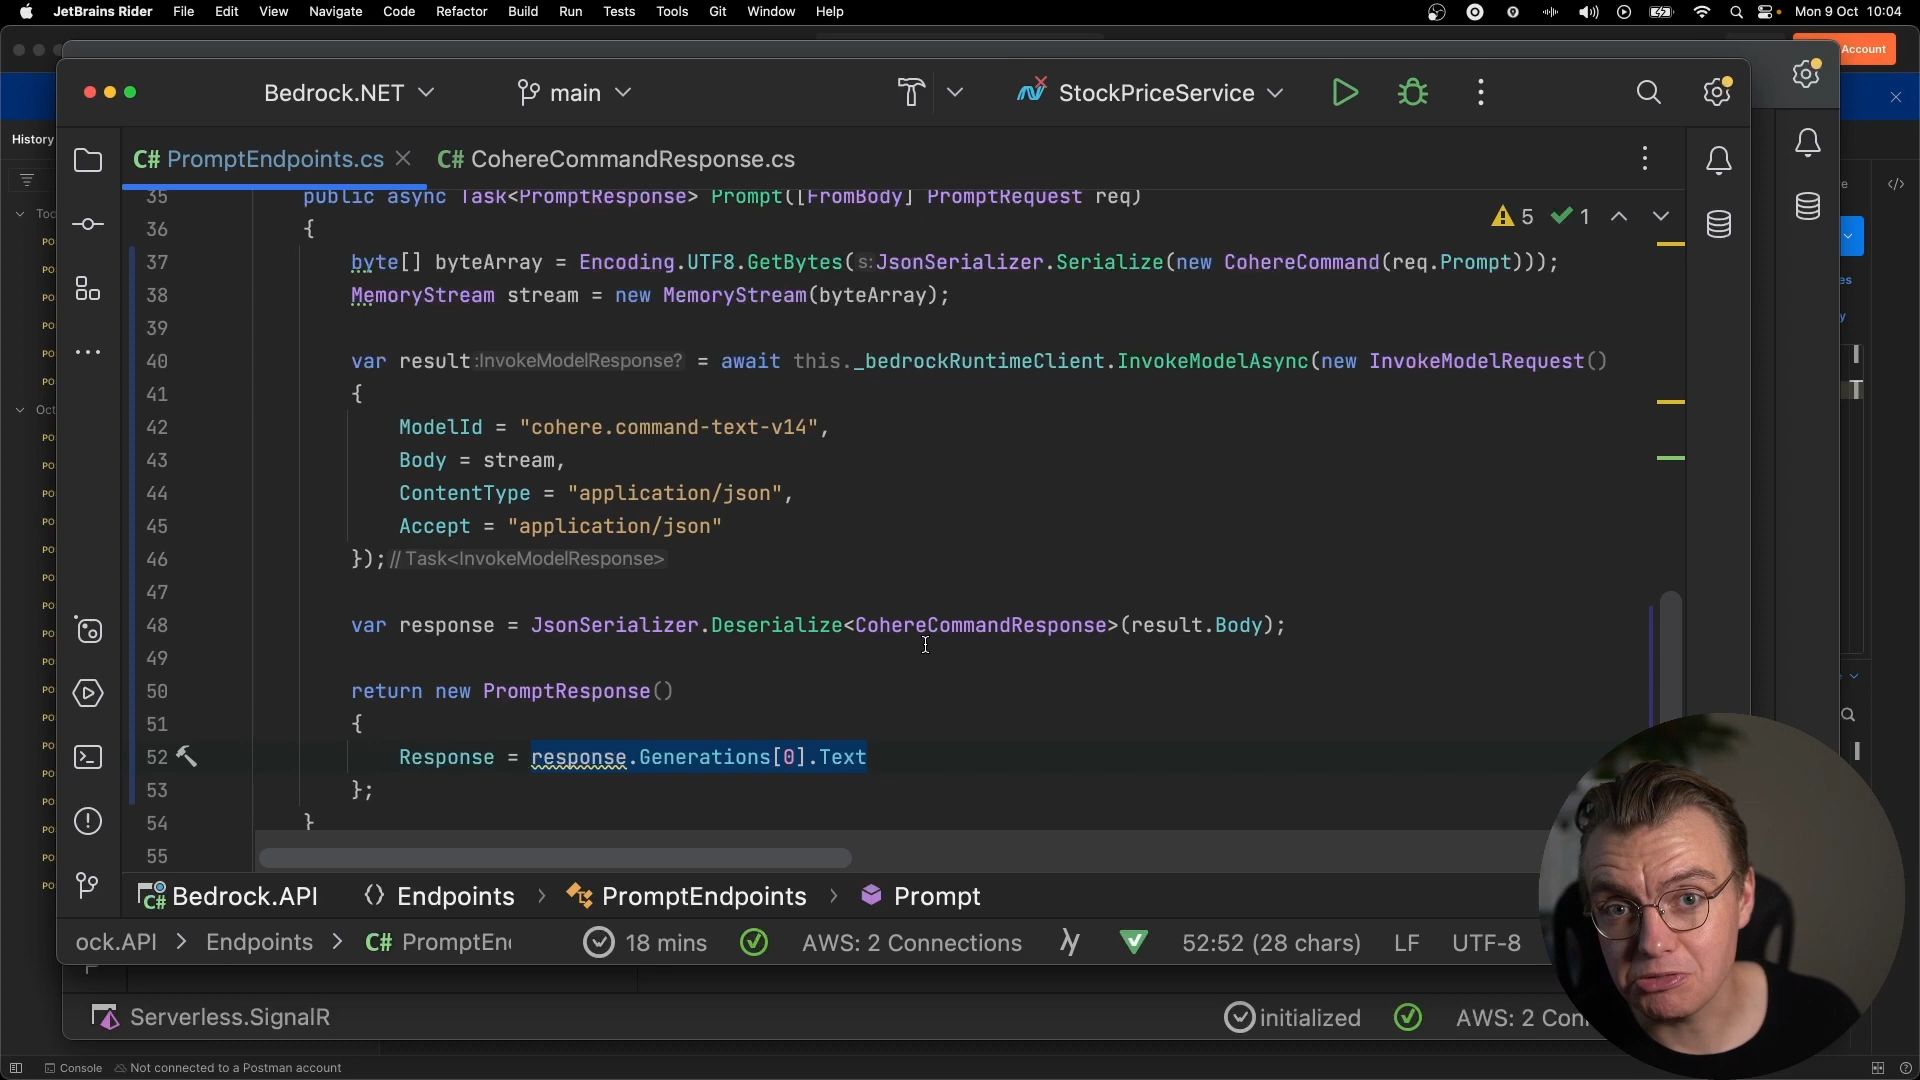 JetBrains Rider File Edit View Navigate Code Refactor Build Run Tests Tools Git Window Help Mon 9 Oct 10:04
Account
Bedrock.NET main StockPriceService
History
C# PromptEndpoints.cs C# CohereCommandResponse.cs
5 1
35 public async Task<PromptResponse> Prompt([FromBody] PromptRequest req)
36 {
37 byte[] byteArray = Encoding.UTF8.GetBytes(s:JsonSerializer.Serialize(new CohereCommand(req.Prompt)));
38 MemoryStream stream = new MemoryStream(byteArray);
39
40 var result:InvokeModelResponse? = await this._bedrockRuntimeClient.InvokeModelAsync(new InvokeModelRequest()
41 {
42 ModelId = "cohere.command-text-v14",
43 Body = stream,
44 ContentType = "application/json",
45 Accept = "application/json"
46 });// Task<InvokeModelResponse>
47
48 var response = JsonSerializer.Deserialize<CohereCommandResponse>(result.Body);
49
50 return new PromptResponse()
51 {
52 Response = response.Generations[0].Text
53 };
54 }
55
C# Bedrock.API Endpoints PromptEndpoints Prompt
ock.API Endpoints C# PromptEn 18 mins AWS: 2 Connections 52:52 (28 chars) LF UTF-8
Serverless.SignalR initialized AWS: 2 Con
Console Not connected to a Postman account